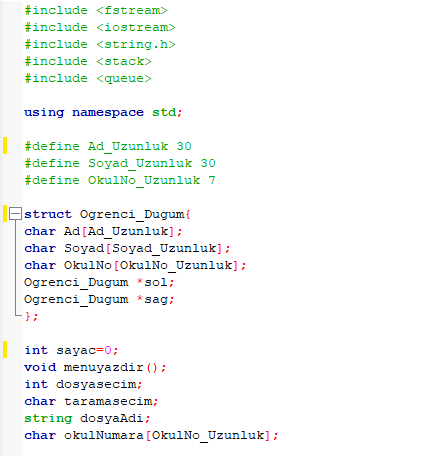 #include <fstream>
#include <iostream>
#include <string.h>
#include <stack>
#include <queue>
using namespace std;
#define Ad_Uzunluk 30
#define Soyad_Uzunluk 30
#define OkulNo_Uzunluk 7
struct Ogrenci_Dugum{
char Ad[Ad_Uzunluk];
char Soyad[Soyad_Uzunluk];
char OkulNo[OkulNo_Uzunluk];
Ogrenci_Dugum *sol;
Ogrenci_Dugum *sag;
};
int sayac=0;
void menuyazdir();
int dosyasecim;
char taramasecim;
string dosyaAdi;
char okulNumara[OkulNo_Uzunluk];